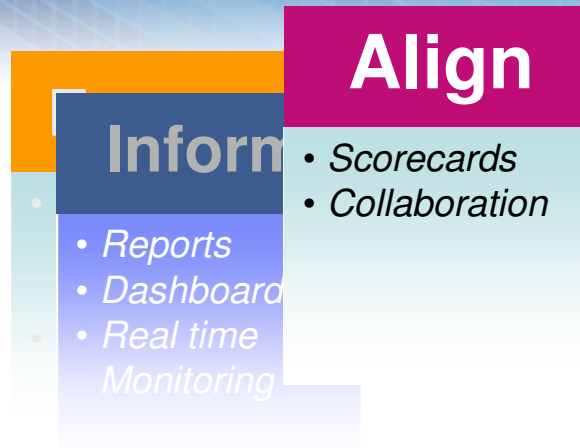 Align
• Scorecards
• Collaboration
Inform
• Reports
• Dashboard
• Real time
Monitoring